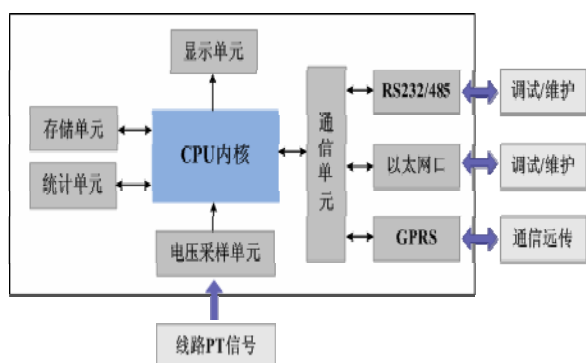 显示单元
存储单元
CPU内核
统计单元
电压采样单元
通信单元
RS232/485
调试/维护
以太网口
调试/维护
GPRS
通信远传
线路PT信号